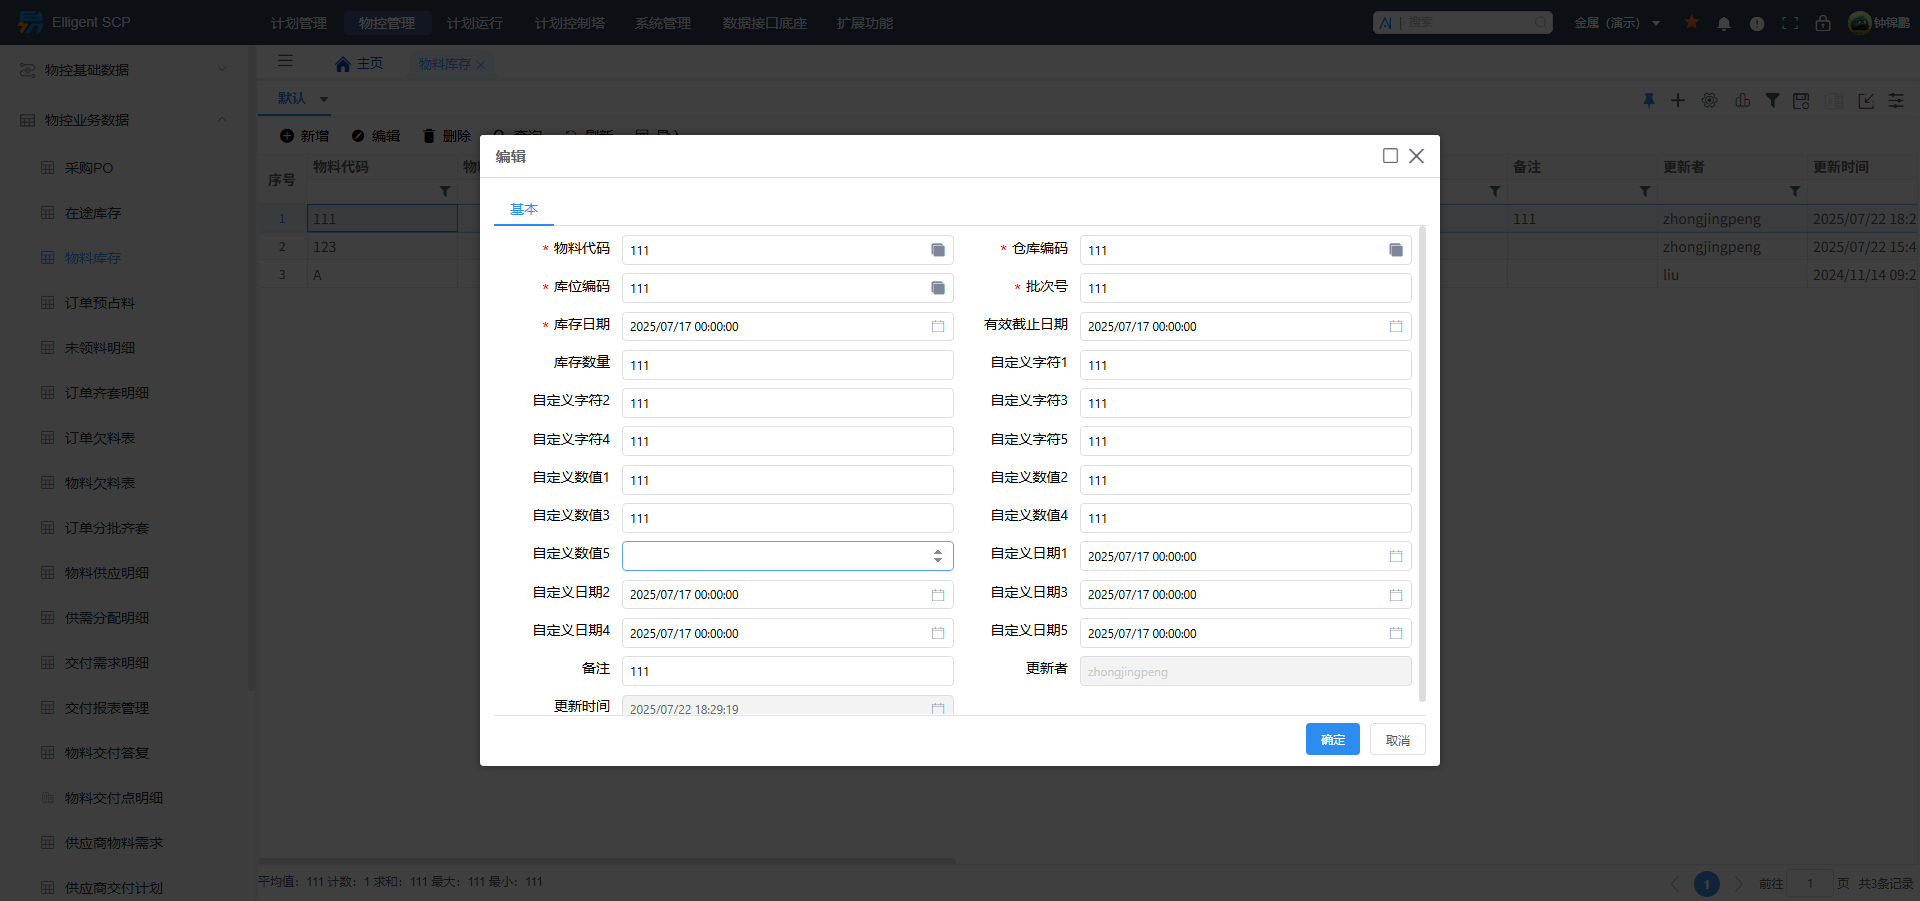 Elligent SCP
计划管理 物控管理 计划运行 计划控制塔 系统管理 数据接口底座 扩展功能
AI | 搜索
金属（演示）
钟锦鹏
物控基础数据
物控业务数据
采购PO
在途库存
物料库存
订单预占料
未领料明细
订单齐套明细
订单欠料表
物料欠料表
订单分批齐套
物料供应明细
供需分配明细
交付需求明细
交付报表管理
物料交付答复
物料交付点明细
供应商物料需求
供应商交付计划
主页 物料库存
默认
新增 编辑 删除 查询 刷新 导入
序号 物料代码 备注 更新者 更新时间
1 111 111 zhongjingpeng 2025/07/22 18:2
2 123 zhongjingpeng 2025/07/22 15:4
3 A liu 2024/11/14 09:2
编辑
基本
* 物料代码 111 * 仓库编码 111
* 库位编码 111 * 批次号 111
* 库存日期 2025/07/17 00:00:00 有效截止日期 2025/07/17 00:00:00
库存数量 111 自定义字符1 111
自定义字符2 111 自定义字符3 111
自定义字符4 111 自定义字符5 111
自定义数值1 111 自定义数值2 111
自定义数值3 111 自定义数值4 111
自定义数值5 自定义日期1 2025/07/17 00:00:00
自定义日期2 2025/07/17 00:00:00 自定义日期3 2025/07/17 00:00:00
自定义日期4 2025/07/17 00:00:00 自定义日期5 2025/07/17 00:00:00
备注 111 更新者 zhongjingpeng
更新时间 2025/07/22 18:29:19
确定 取消
平均值： 111 计数： 1 求和： 111 最大： 111 最小： 111
1 前往 1 页 共3条记录